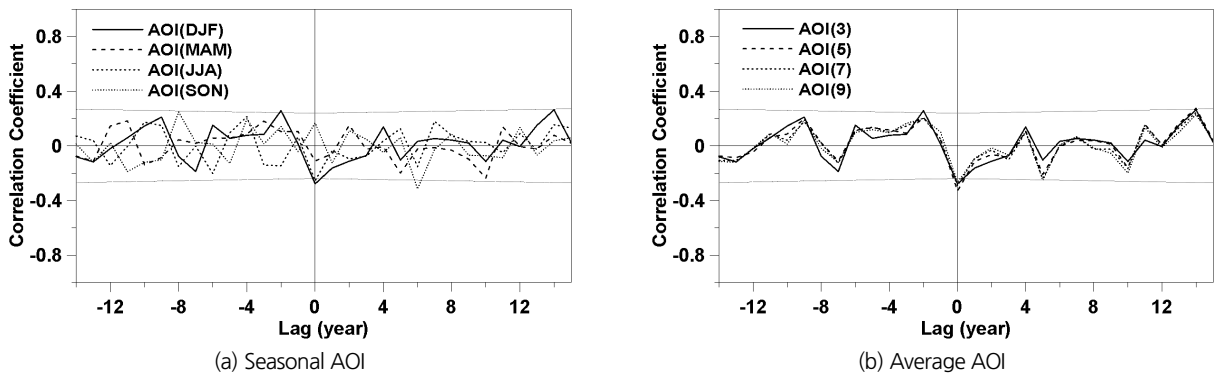 0.8
0.4
0
-0.4
-0.8
Correlation Coefficient
AOI(DJF)
AOI(MAM)
AOI(JJA)
AOI(SON)
-12 -8 -4 0 4 8 12
Lag (year)
(a) Seasonal AOI
0.8
0.4
0
-0.4
-0.8
Correlation Coefficient
AOI(3)
AOI(5)
AOI(7)
AOI(9)
-12 -8 -4 0 4 8 12
Lag (year)
(b) Average AOI